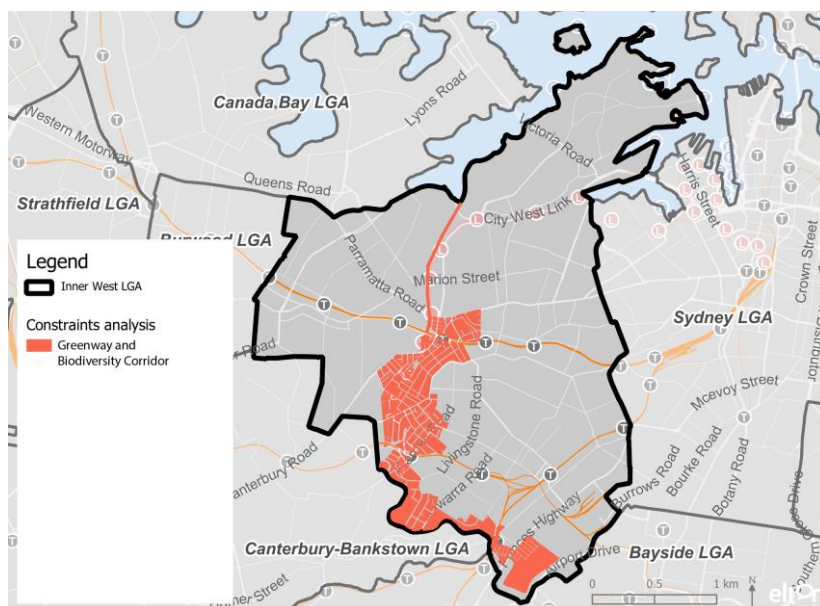 Canada Bay LGA
Lyons Road
Victoria Road
Western Motorway
Queens Road
Harris Street
Strathfield LGA
City West Link
Burwood LGA
Crown Street
Parramatta Road
Marion Street
Legend
Inner West LGA
Constraints analysis
Greenway and
Biodiversity Corridor
Sydney LGA
Road
Livingstone Road
Mcevoy Street
Canterbury Road
Bourke Road
Botany Road
Burrows Road
Canterbury-Bankstown LGA
Airport Drive
Bayside LGA
Street
0 0.5 1 km
N